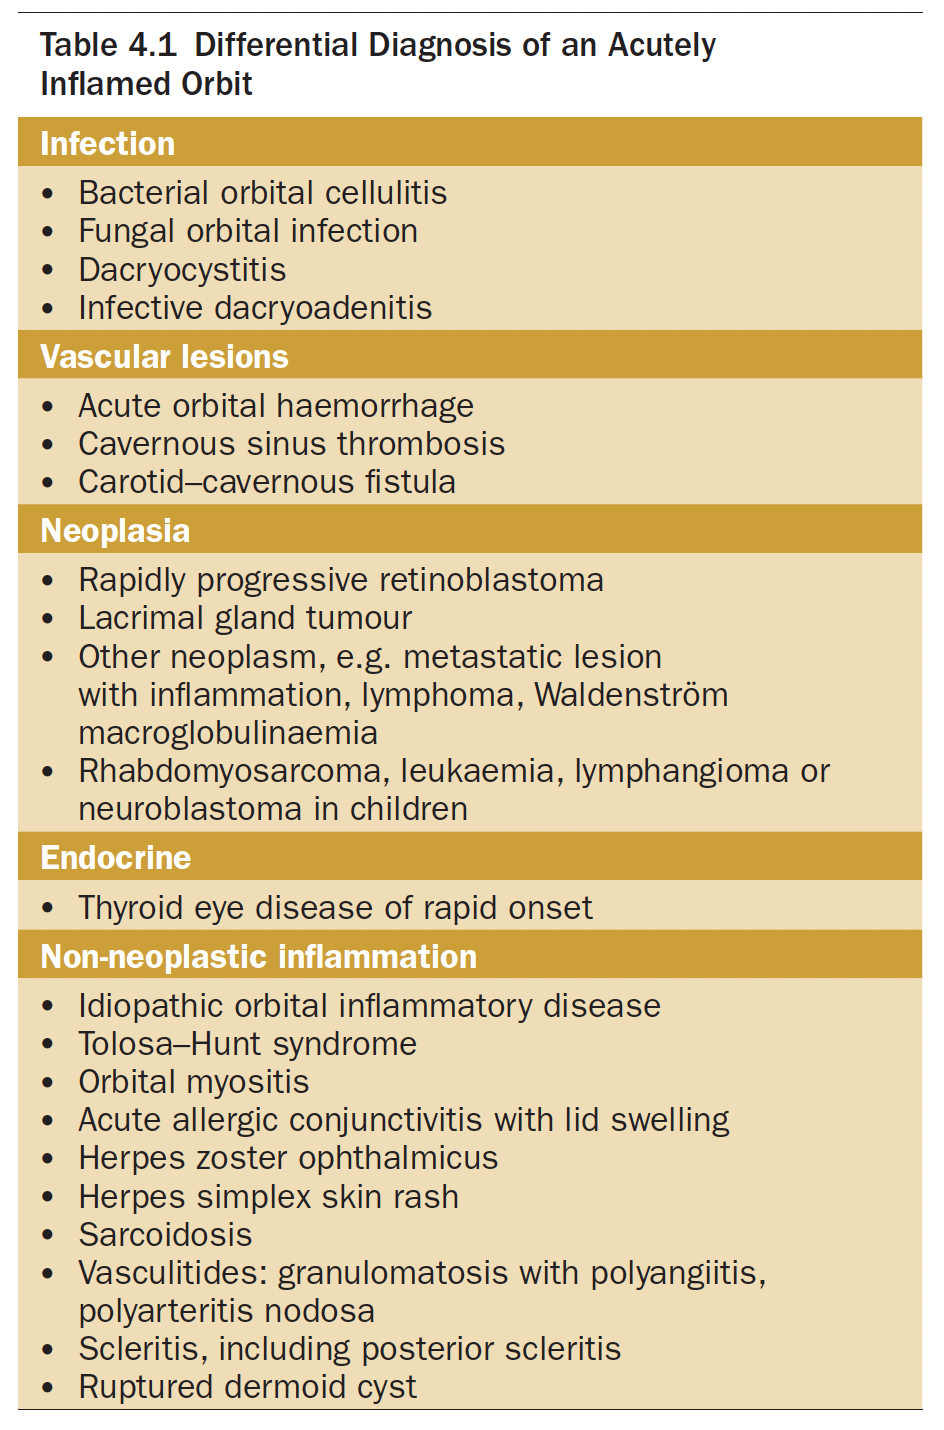 Table 4.1 Differential Diagnosis of an Acutely
Inflamed Orbit
Infection
• Bacterial orbital cellulitis
• Fungal orbital infection
• Dacryocystitis
• Infective dacryoadenitis
Vascular lesions
• Acute orbital haemorrhage
• Cavernous sinus thrombosis
• Carotid–cavernous fistula
Neoplasia
• Rapidly progressive retinoblastoma
• Lacrimal gland tumour
• Other neoplasm, e.g. metastatic lesion
with inflammation, lymphoma, Waldenström
macroglobulinaemia
• Rhabdomyosarcoma, leukaemia, lymphangioma or
neuroblastoma in children
Endocrine
• Thyroid eye disease of rapid onset
Non-neoplastic inflammation
• Idiopathic orbital inflammatory disease
• Tolosa–Hunt syndrome
• Orbital myositis
• Acute allergic conjunctivitis with lid swelling
• Herpes zoster ophthalmicus
• Herpes simplex skin rash
• Sarcoidosis
• Vasculitides: granulomatosis with polyangiitis,
polyarteritis nodosa
• Scleritis, including posterior scleritis
• Ruptured dermoid cyst